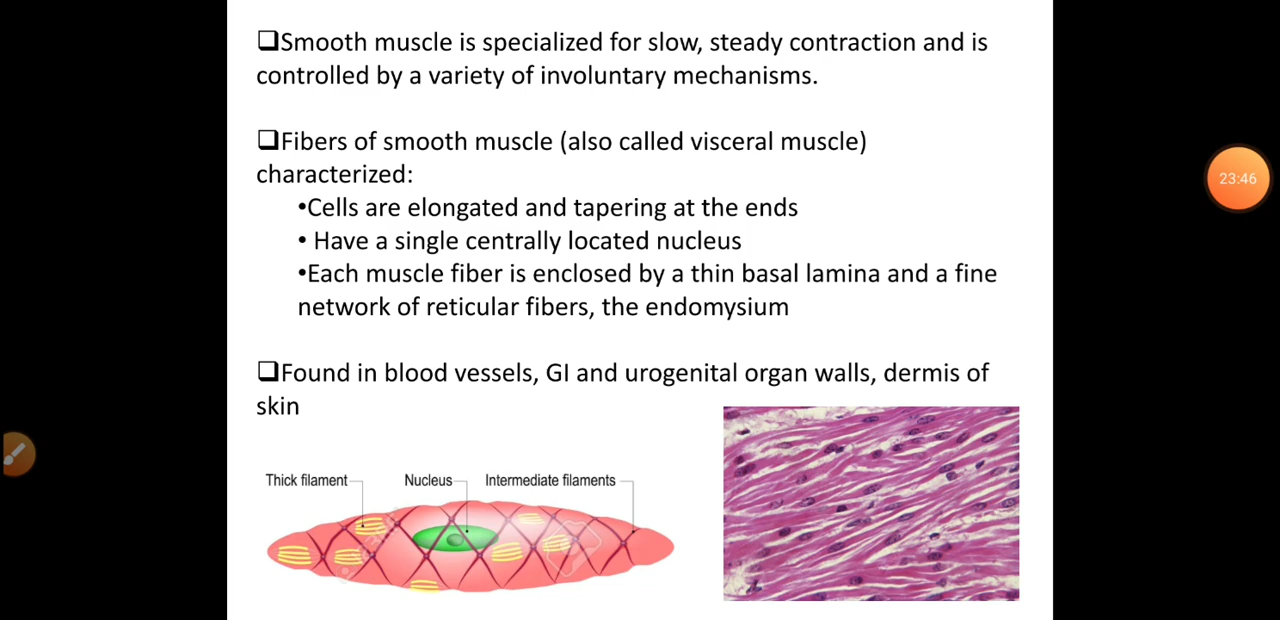 ❑Smooth muscle is specialized for slow, steady contraction and is
controlled by a variety of involuntary mechanisms.
❑Fibers of smooth muscle (also called visceral muscle)
characterized:
•Cells are elongated and tapering at the ends
• Have a single centrally located nucleus
•Each muscle fiber is enclosed by a thin basal lamina and a fine
network of reticular fibers, the endomysium
❑Found in blood vessels, GI and urogenital organ walls, dermis of
skin
Thick filament
Nucleus
Intermediate filaments
23:46